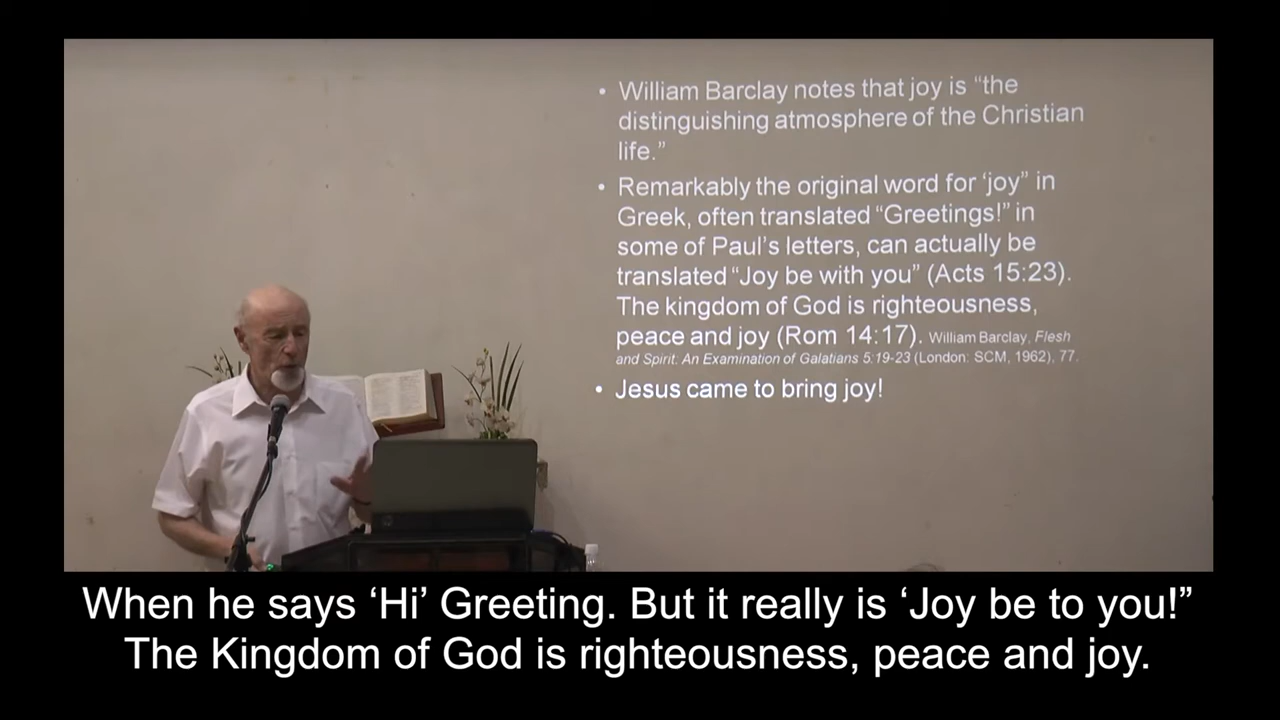 • William Barclay notes that joy is “the
distinguishing atmosphere of the Christian
life.”
• Remarkably the original word for ‘joy” in
Greek, often translated “Greetings!” in
some of Paul’s letters, can actually be
translated “Joy be with you” (Acts 15:23).
The kingdom of God is righteousness,
peace and joy (Rom 14:17). William Barclay, Flesh
and Spirit. An Examination of Galatians 5:19-23 (London: SCM, 1962), 77.
• Jesus came to bring joy!
When he says ‘Hi’ Greeting. But it really is ‘Joy be to you!”
The Kingdom of God is righteousness, peace and joy.